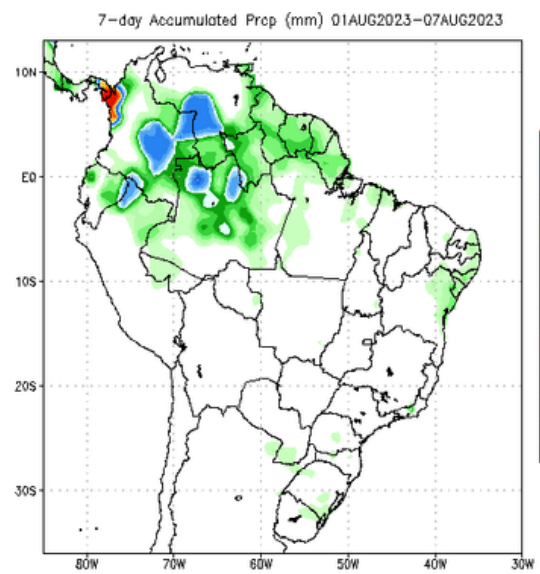 7-day Accumulated Prcp (mm) 01AUG2023-07AUG2023
10N
EQ
10S
20S
30S
80W 70W 60W 50W 40W 30W